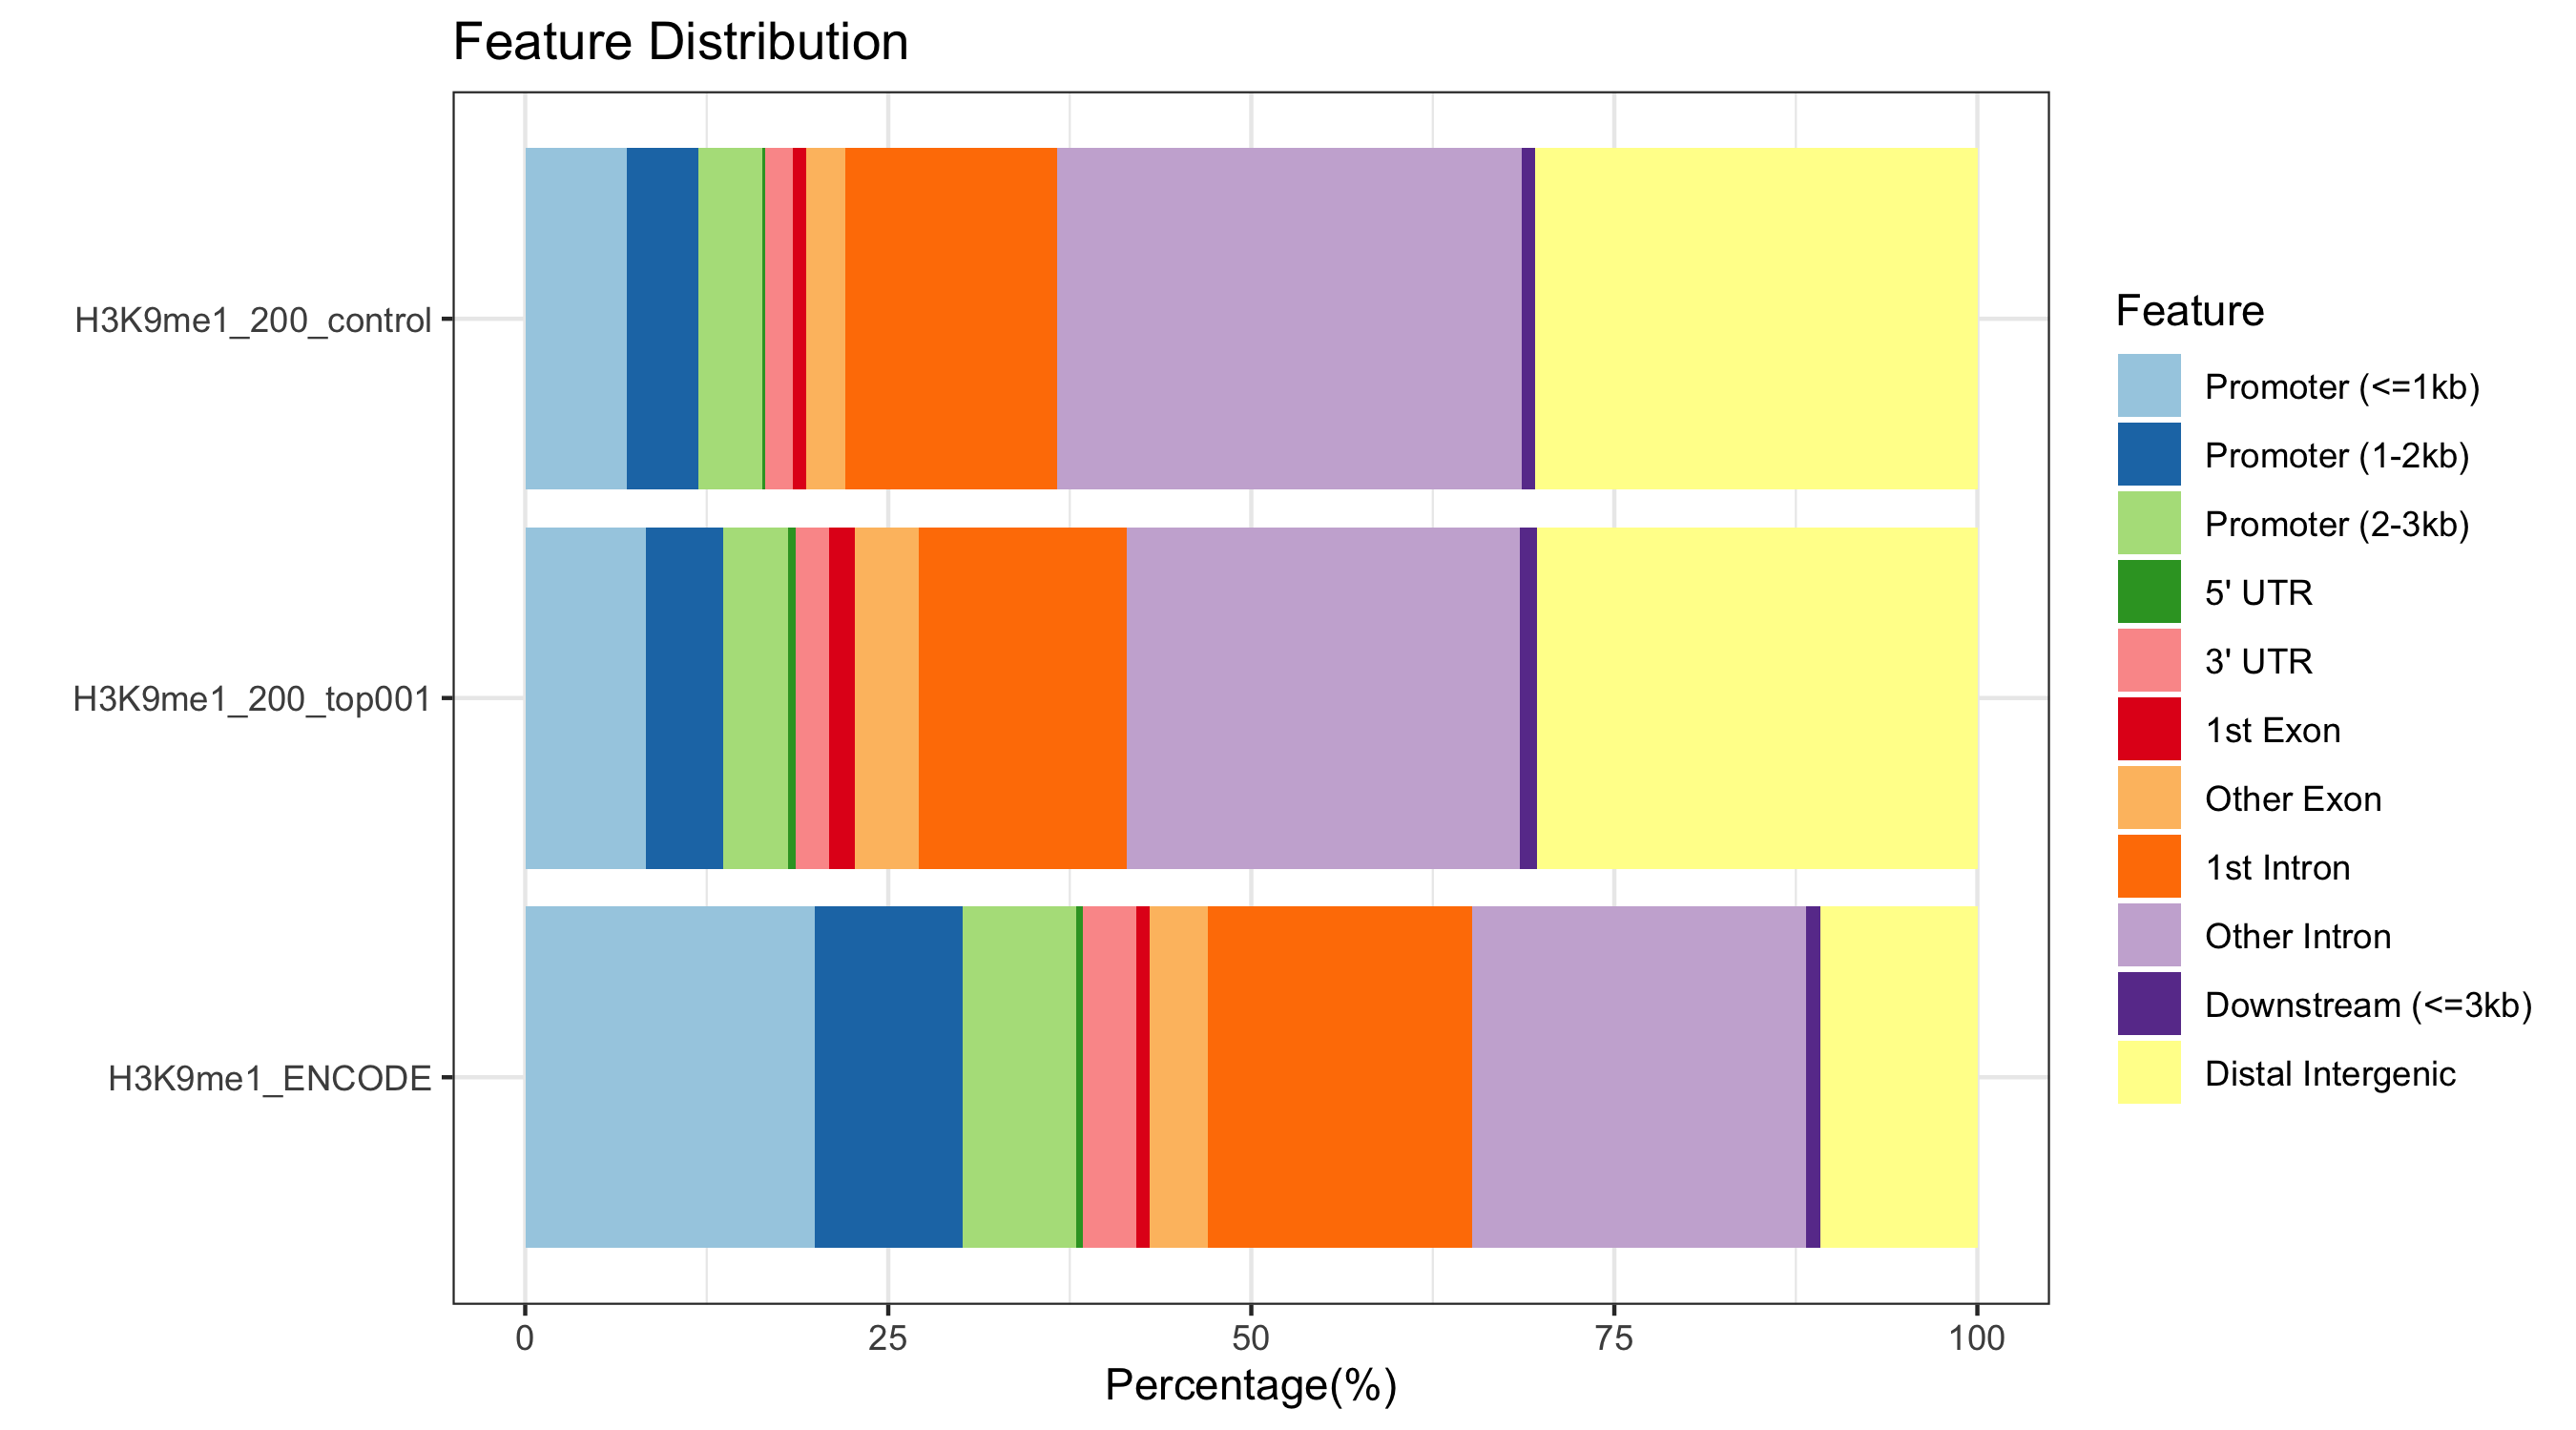 Feature Distribution
H3K9me1_200_control
H3K9me1_200_top001
H3K9me1_ENCODE
0 25 50 75 100
Percentage(%)
Feature
Promoter (<=1kb)
Promoter (1-2kb)
Promoter (2-3kb)
5' UTR
3' UTR
1st Exon
Other Exon
1st Intron
Other Intron
Downstream (<=3kb)
Distal Intergenic